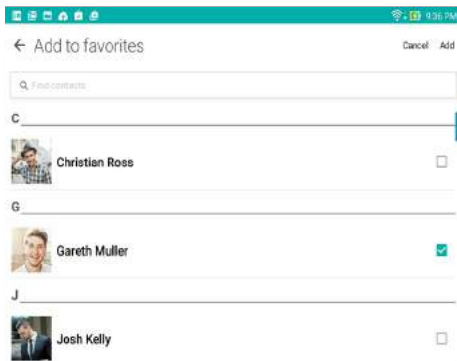 9:36 PM
Add to favorites
Cancel Add
Find contacts
C
Christian Ross
G
Gareth Muller
J
Josh Kelly